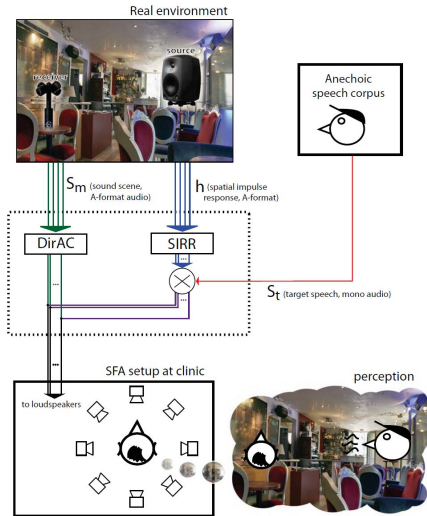 Real environment
source
receiver
Anechoic
speech corpus
Sm (sound scene,
A-format audio)
h (spatial impulse
response, A-format)
DirAC
SIRR
...
...
...
St (target speech, mono audio)
...
SFA setup at clinic
perception
to loudspeakers